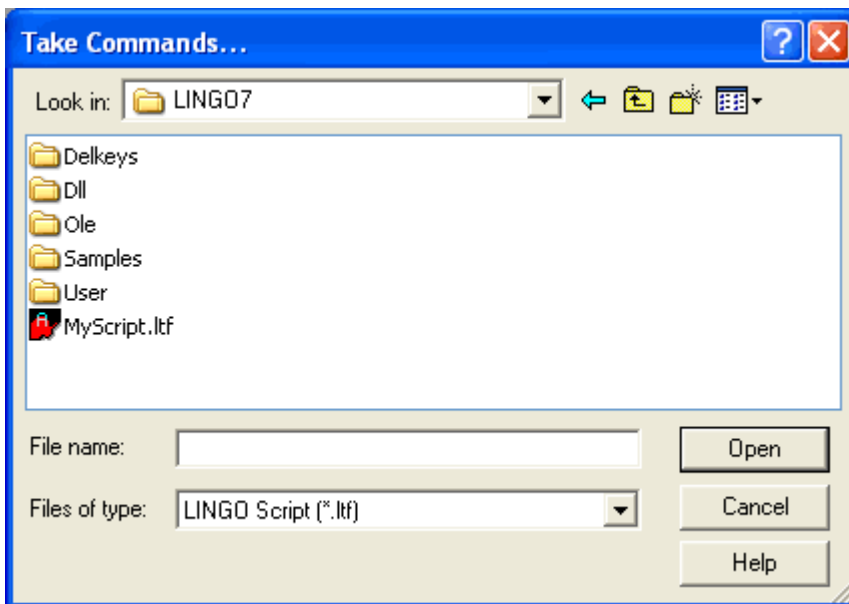 Take Commands...
Look in: LINGO7
Delkeys
Dll
Ole
Samples
User
MyScript.ltf
File name: Open
Files of type: LINGO Script (*.ltf) Cancel
Help